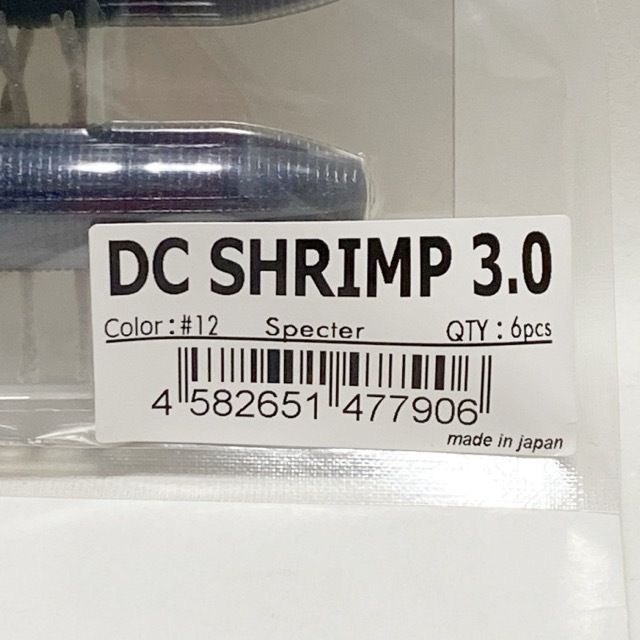 DC SHRIMP 3.0
Color:#12 Specter QTY:6pcs
4 582651 477906
made in japan